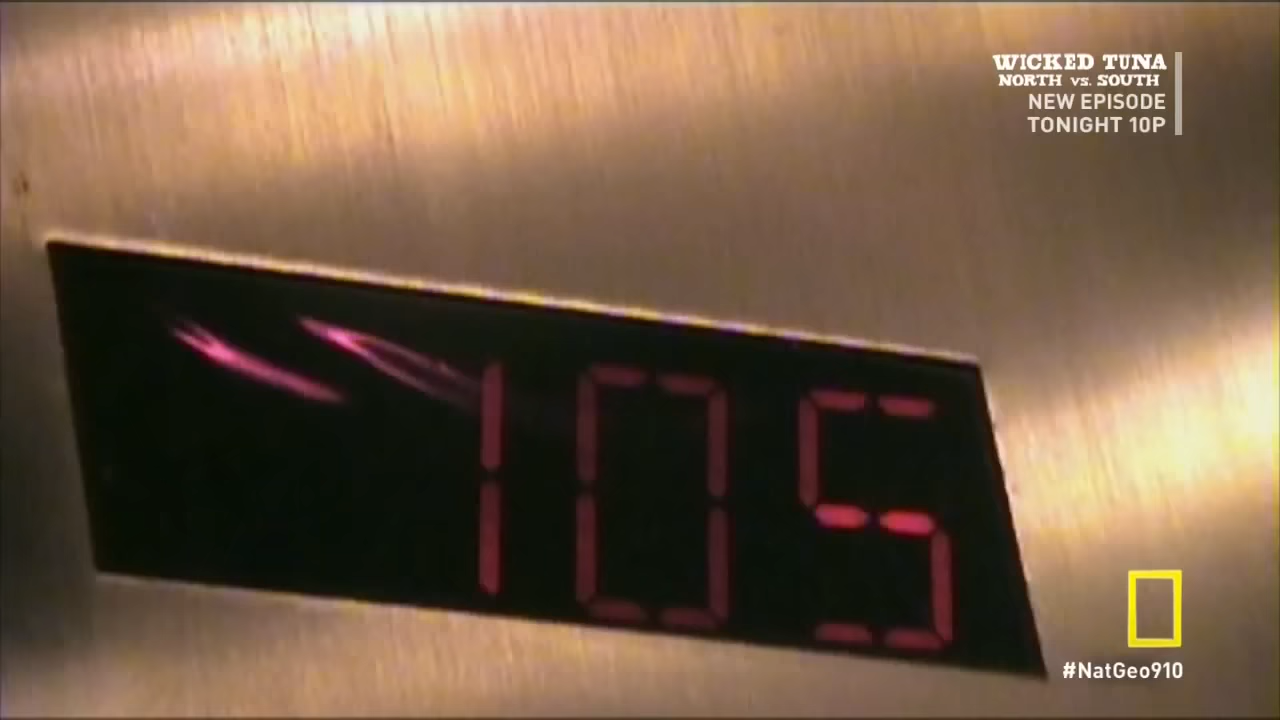 WICKED TUNA
NORTH vs. SOUTH
NEW EPISODE
TONIGHT 10P
105
#NatGeo910